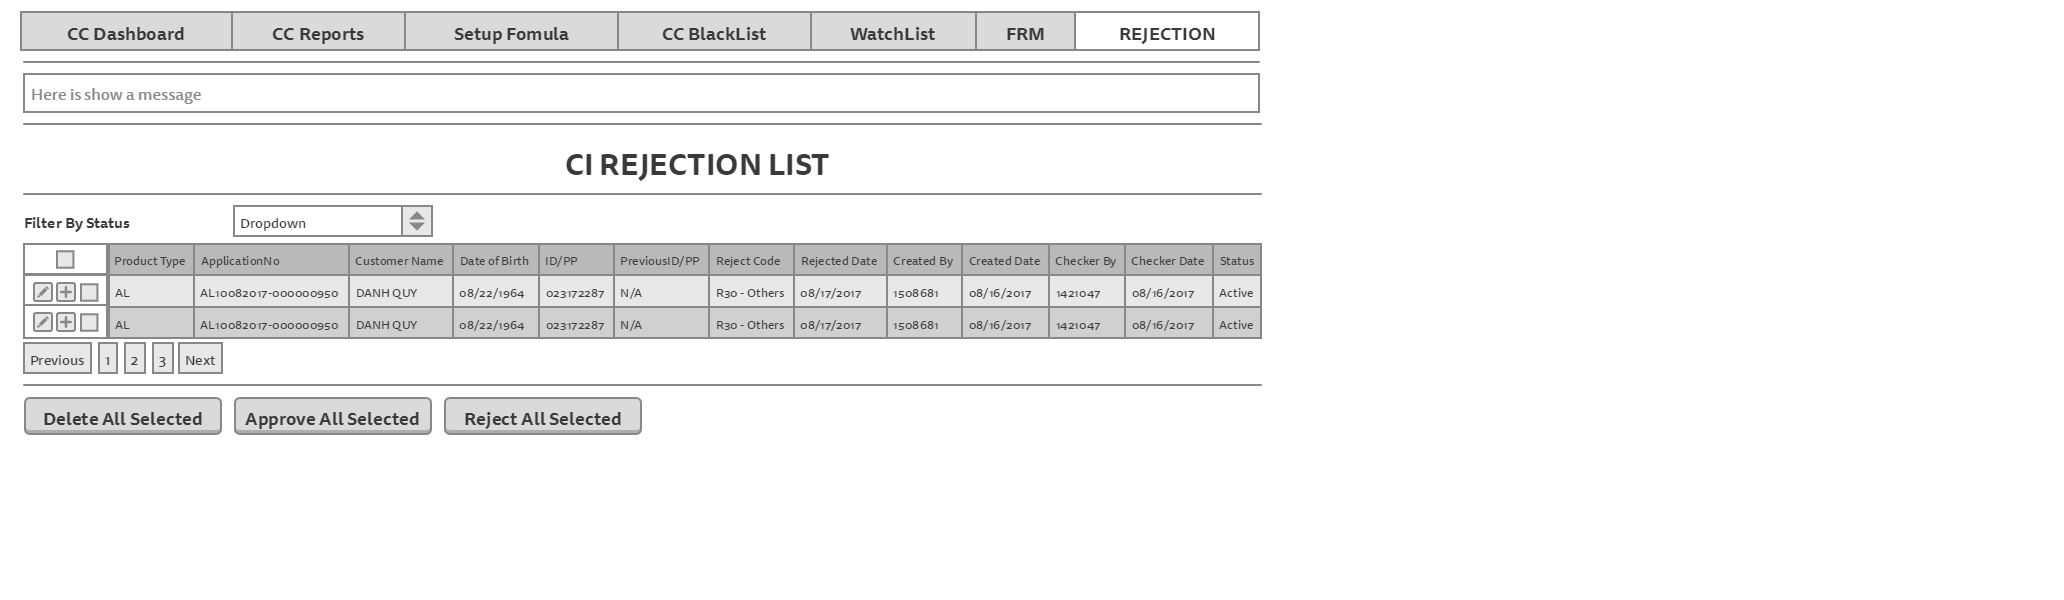 CC Dashboard CC Reports Setup Fomula CC BlackList WatchList FRM REJECTION
Here is show a message
CI REJECTION LIST
Filter By Status Dropdown
Product Type ApplicationNo Customer Name Date of Birth ID/PP PreviousID/PP Reject Code Rejected Date Created By Created Date Checker By Checker Date Status
AL AL10082017-000000950 DANH QUY 08/22/1964 023172287 N/A R30 - Others 08/17/2017 1508681 08/16/2017 1421047 08/16/2017 Active
AL AL10082017-000000950 DANH QUY 08/22/1964 023172287 N/A R30 - Others 08/17/2017 1508681 08/16/2017 1421047 08/16/2017 Active
Previous 1 2 3 Next
Delete All Selected Approve All Selected Reject All Selected